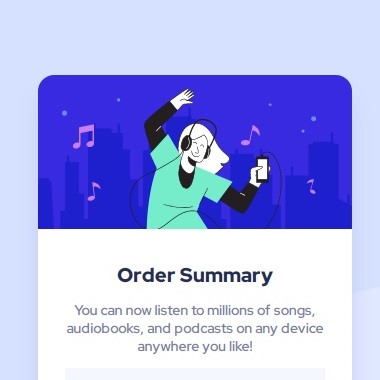 Order Summary
You can now listen to millions of songs,
audiobooks, and podcasts on any device
anywhere you like!